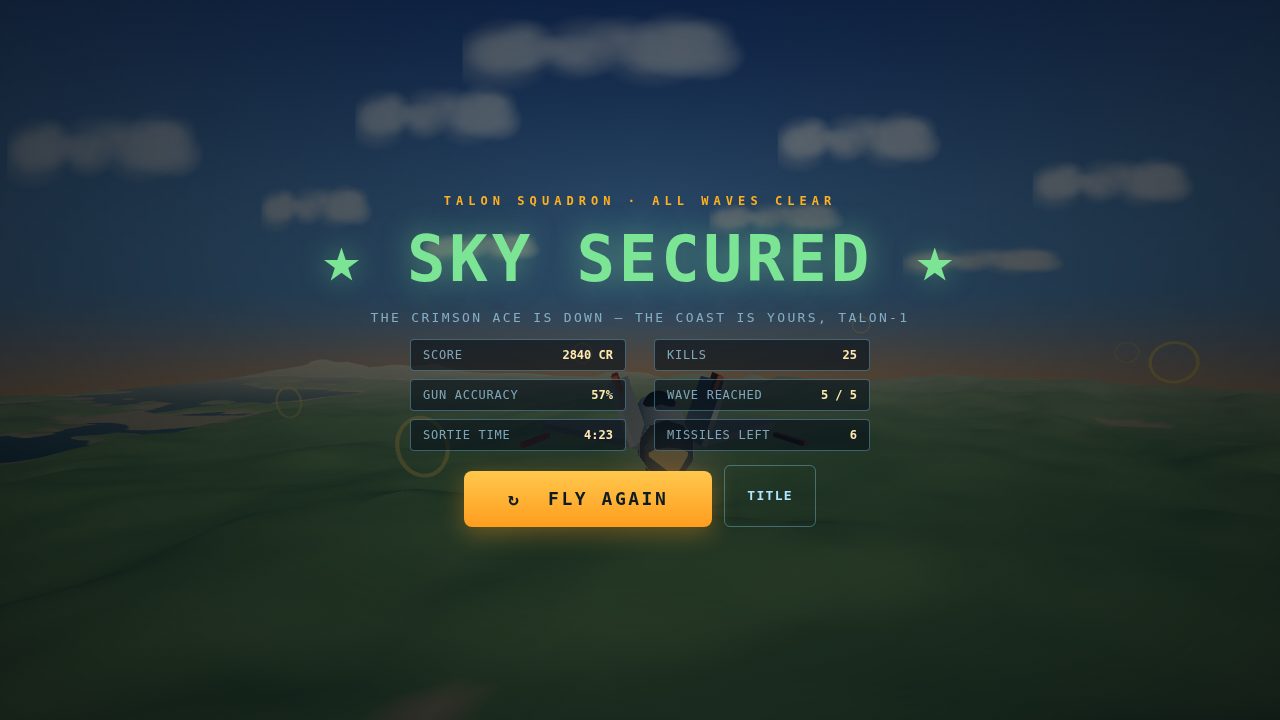 TALON SQUADRON · ALL WAVES CLEAR
★ SKY SECURED ★
THE CRIMSON ACE IS DOWN — THE COAST IS YOURS, TALON-1
SCORE 2840 CR
KILLS 25
GUN ACCURACY 57%
WAVE REACHED 5 / 5
SORTIE TIME 4:23
MISSILES LEFT 6
↻ FLY AGAIN
TITLE